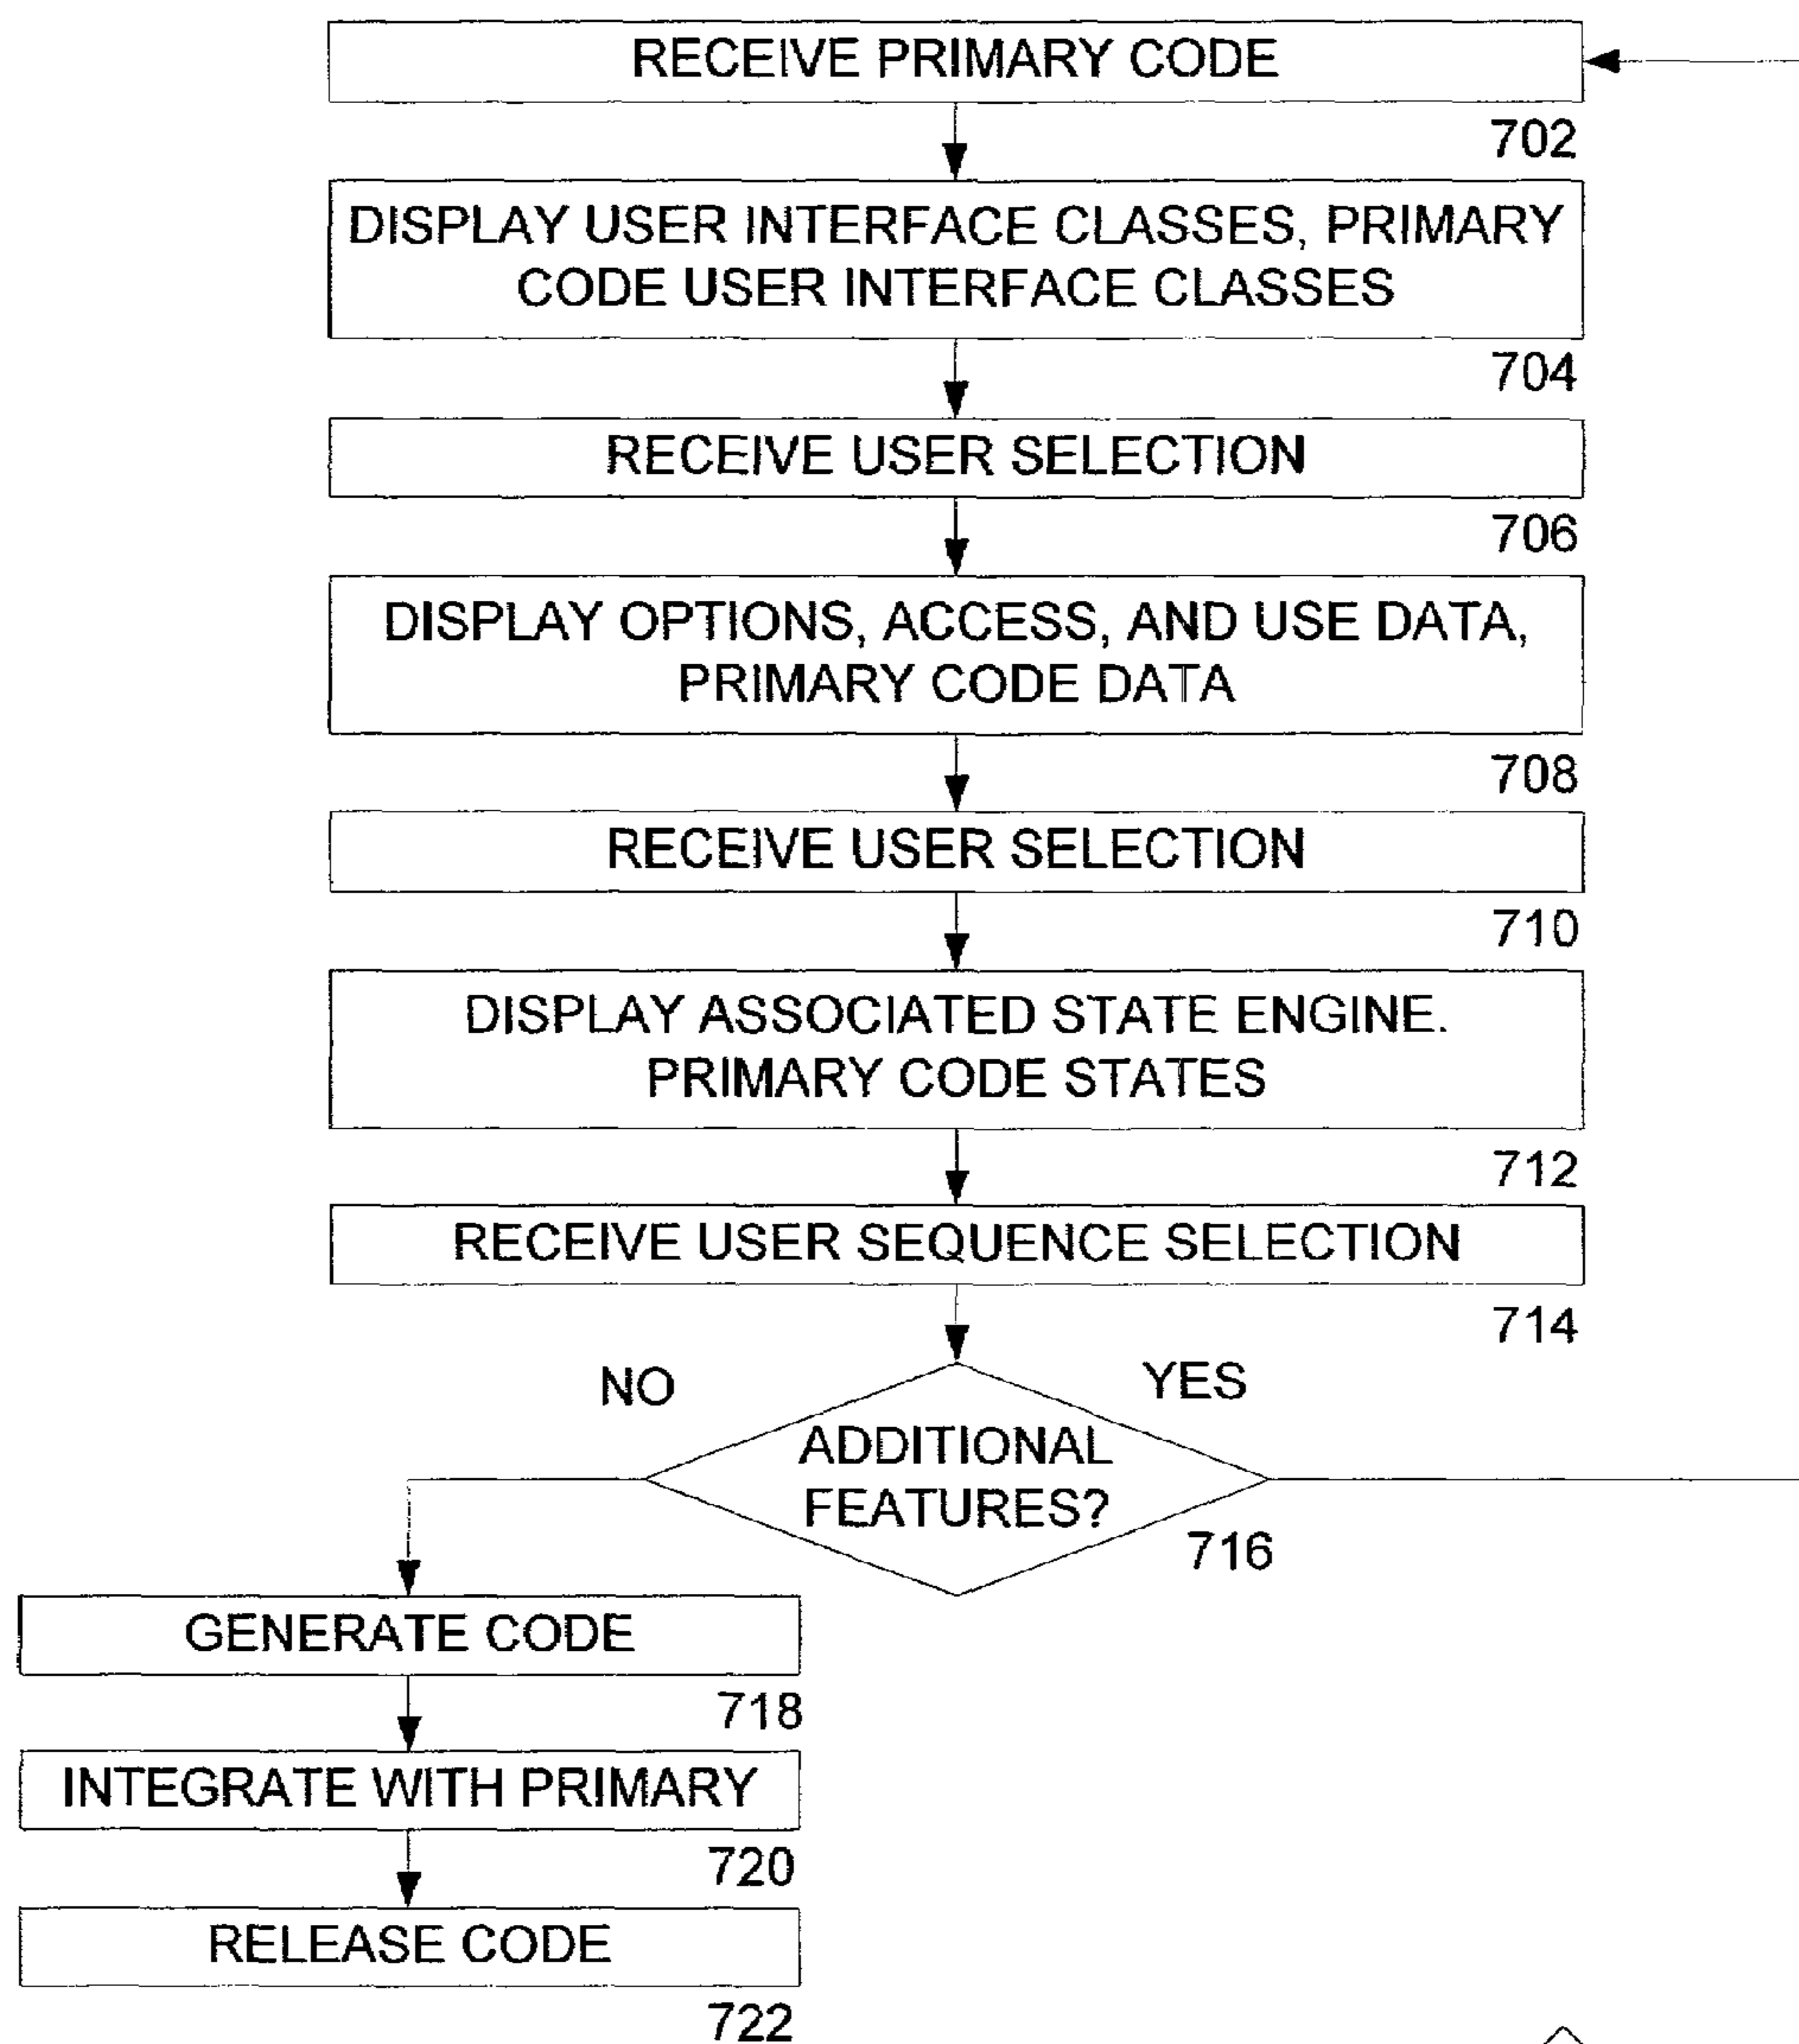 RECEIVE PRIMARY CODE
702
DISPLAY USER INTERFACE CLASSES, PRIMARY
CODE USER INTERFACE CLASSES
704
RECEIVE USER SELECTION
706
DISPLAY OPTIONS, ACCESS, AND USE DATA,
PRIMARY CODE DATA
708
RECEIVE USER SELECTION
710
DISPLAY ASSOCIATED STATE ENGINE.
PRIMARY CODE STATES
712
RECEIVE USER SEQUENCE SELECTION
714
NO
YES
ADDITIONAL
FEATURES?
716
GENERATE CODE
718
INTEGRATE WITH PRIMARY
720
RELEASE CODE
722